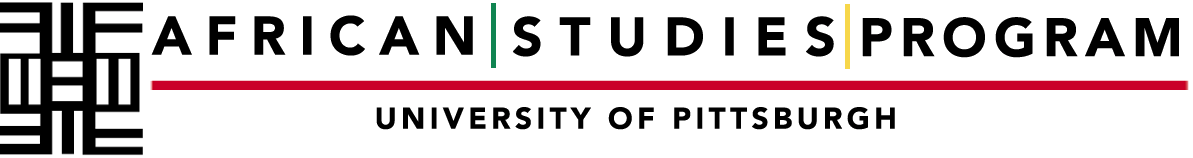 AFRICAN STUDIES PROGRAM
UNIVERSITY OF PITTSBURGH